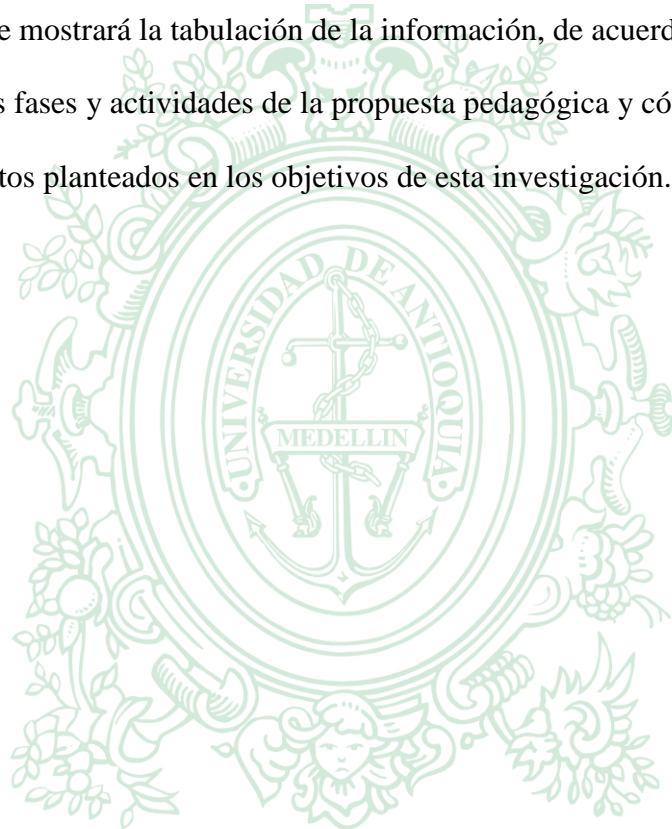 e mostrará la tabulación de la información, de acuerd
s fases y actividades de la propuesta pedagógica y có
tos planteados en los objetivos de esta investigación.
UNIVERSIDAD DE ANTIOQUIA
MEDELLIN